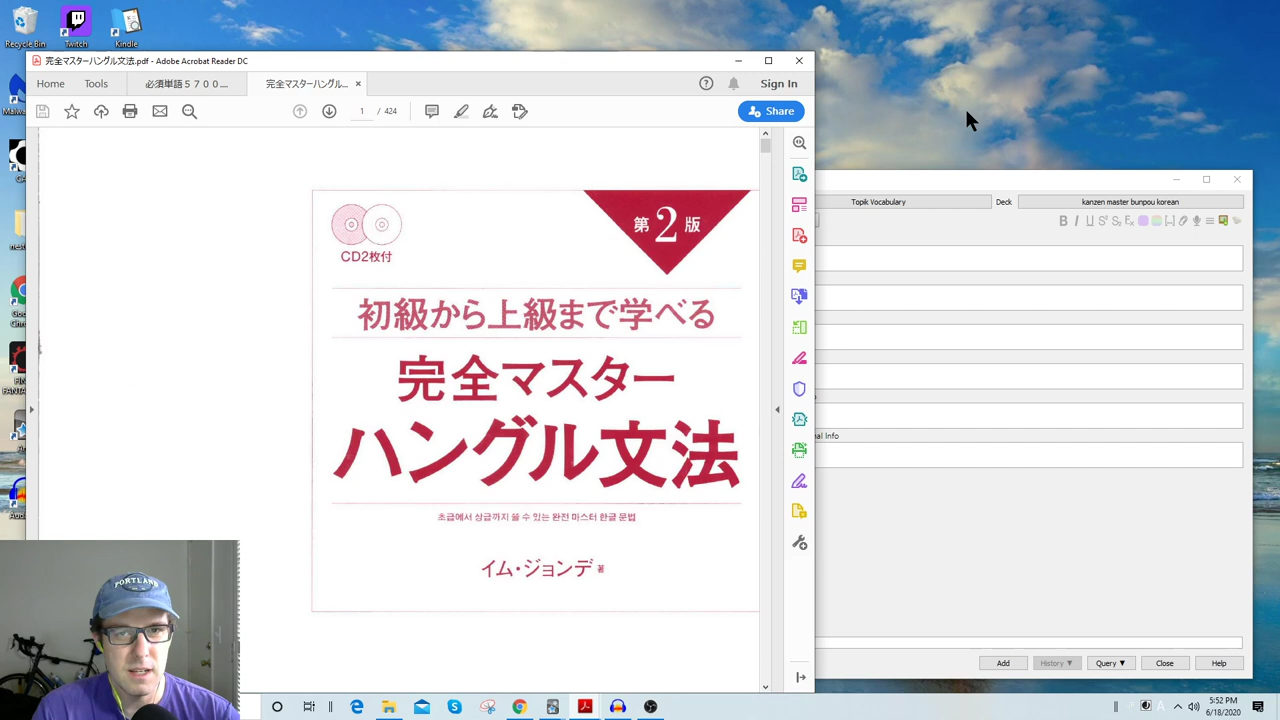 Recycle Bin
Twitch
Kindle
完全マスターハングル文法.pdf - Adobe Acrobat Reader DC
Home
Tools
必須単語５７００....
完全マスターハングル...
Sign In
1 / 424
Share
CD2枚付
第2版
初級から上級まで学べる
完全マスター
ハングル文法
초급에서 상급까지 쓸 수 있는 완전 마스터 한글 문법
イム・ジョンデ 著
Topik Vocabulary
Deck
kanzen master bunpou korean
Add
History ▼
Query ▼
Close
Help
PORTLAND
5:52 PM
6/18/2020